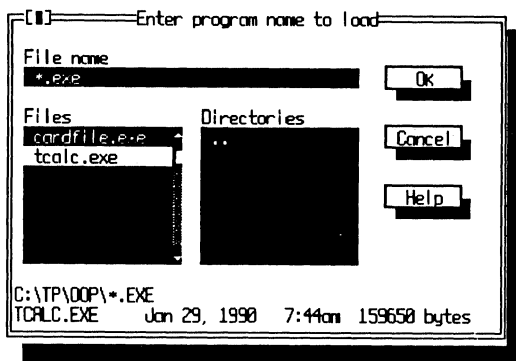 [■] Enter program name to load
File name
*.exe
OK
Files Directories
cardfile.exe ..
tcalc.exe
Cancel
Help
C:\TP\OOP\*.EXE
TCALC.EXE Jan 29, 1990 7:44am 159650 bytes